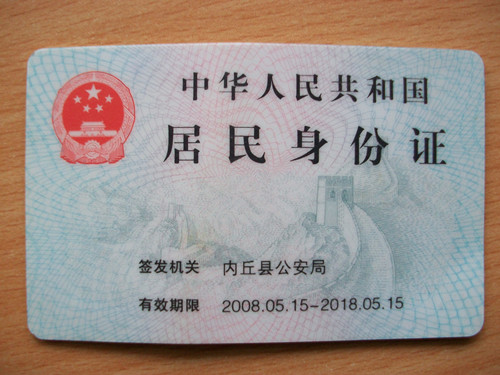 中华人民共和国
居民身份证
签发机关 内丘县公安局
有效期限 2008.05.15-2018.05.15